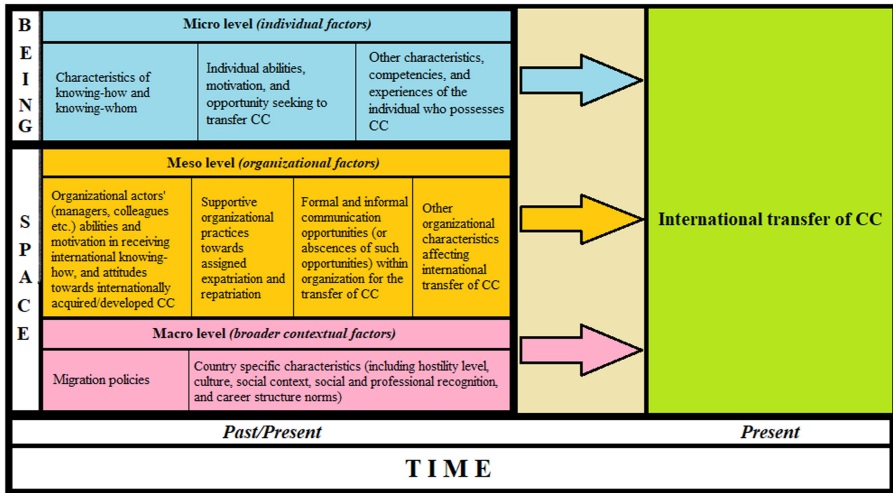 BEING
Micro level (individual factors)
Characteristics of
knowing-how and
knowing-whom
Individual abilities,
motivation, and
opportunity seeking to
transfer CC
Other characteristics,
competencies, and
experiences of the
individual who possesses
CC
SPACE
Meso level (organizational factors)
Organizational actors'
(managers, colleagues
etc.) abilities and
motivation in receiving
international knowing-
how, and attitudes
towards internationally
acquired/developed CC
Supportive
organizational
practices
towards
assigned
expatriation and
repatriation
Formal and informal
communication
opportunities (or
abscences of such
opportunities) within
organization for the
transfer of CC
Other
organizational
characteristics
affecting
international
transfer of CC
Macro level (broader contextual factors)
Migration policies
Country specific characteristics (including hostility level,
culture, social context, social and professional recognition,
and career structure norms)
International transfer of CC
Past/Present
Present
TIME